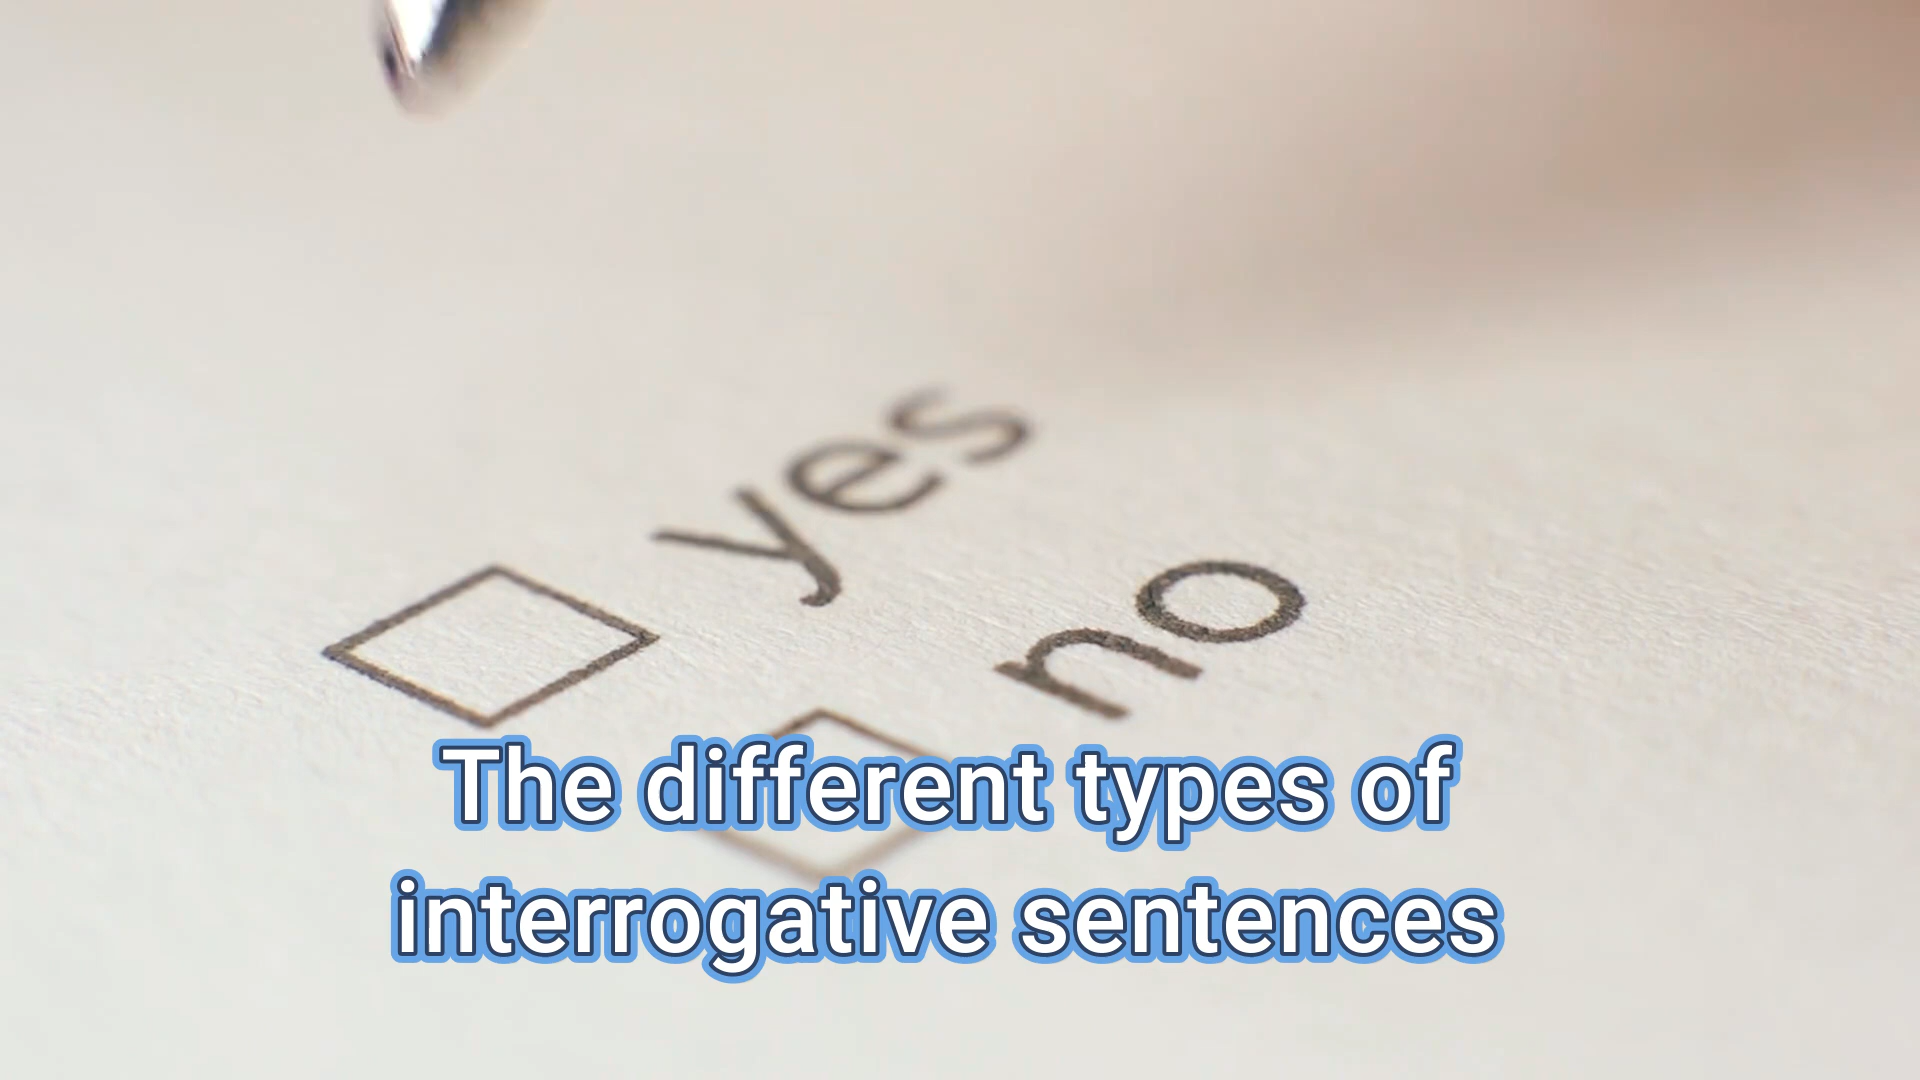 yes
no
The different types of
interrogative sentences